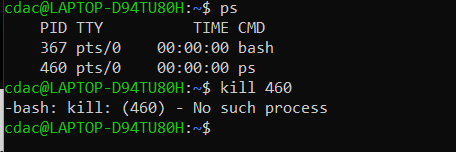 cdac@LAPTOP-D94TU80H:~$ ps
    PID TTY          TIME CMD
    367 pts/0    00:00:00 bash
    460 pts/0    00:00:00 ps
cdac@LAPTOP-D94TU80H:~$ kill 460
-bash: kill: (460) - No such process
cdac@LAPTOP-D94TU80H:~$